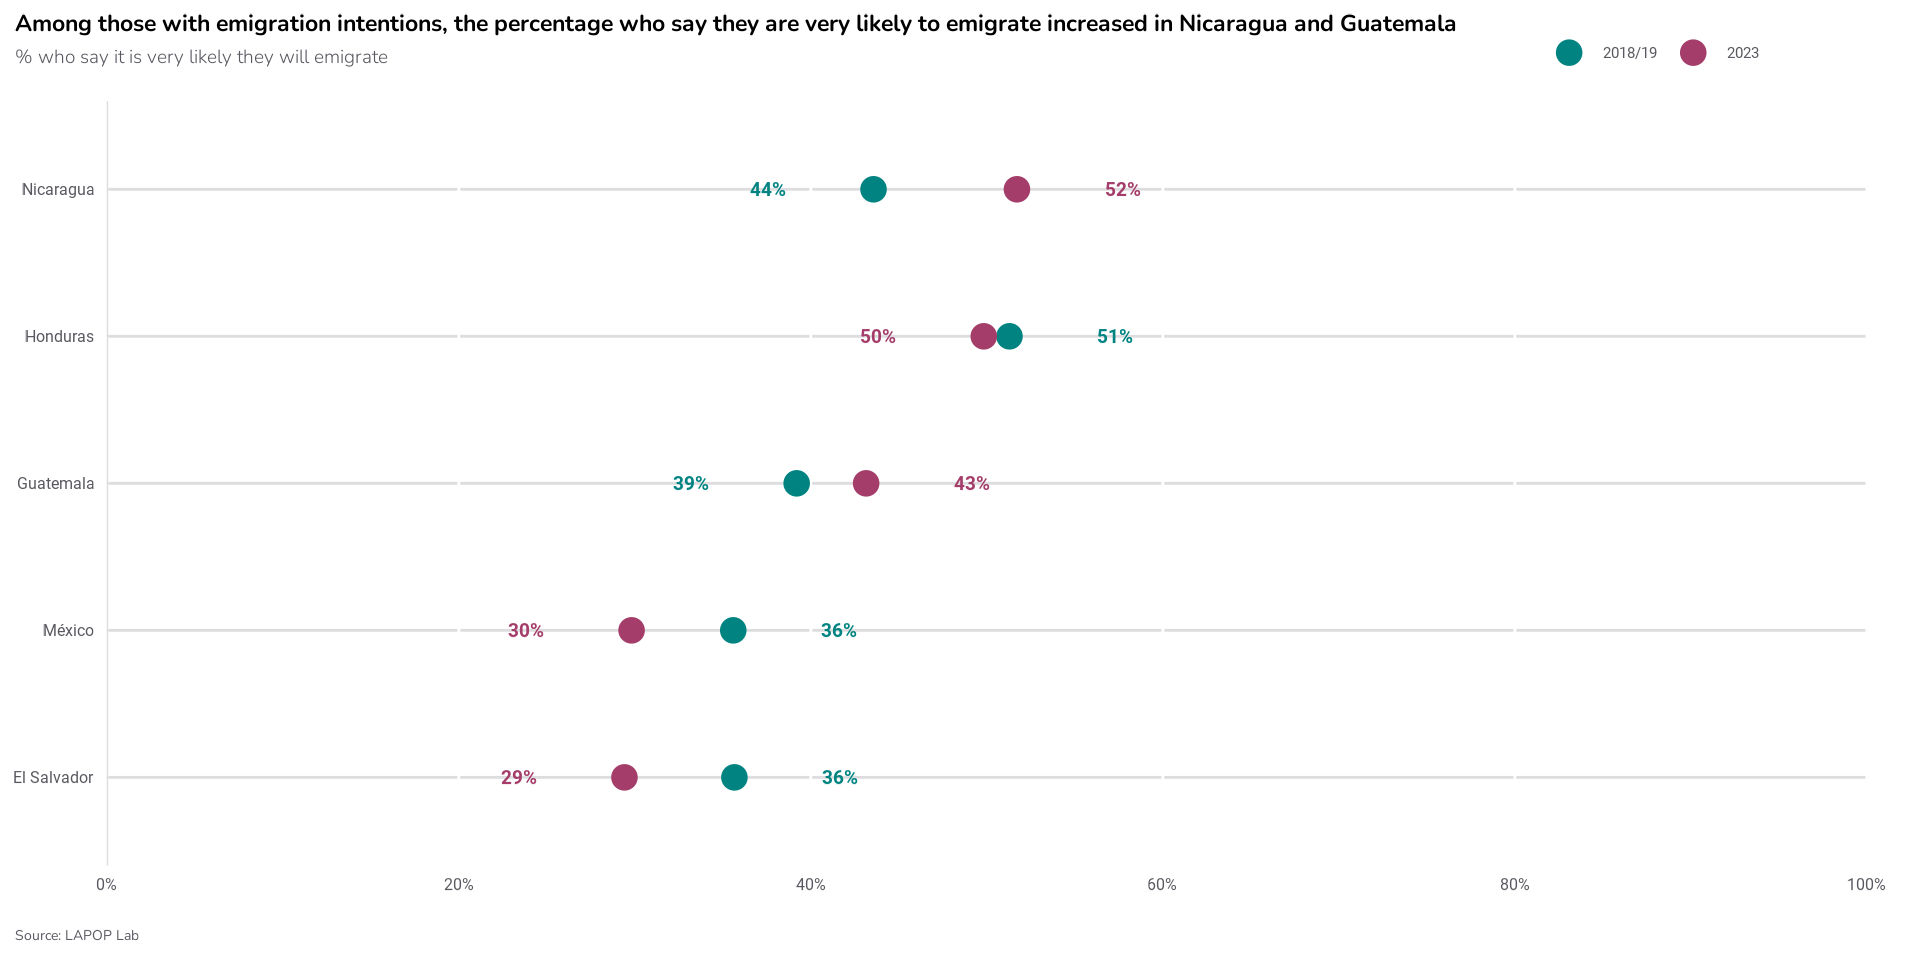 Among those with emigration intentions, the percentage who say they are very likely to emigrate increased in Nicaragua and Guatemala
% who say it is very likely they will emigrate
2018/19 2023
Nicaragua 44% 52%
Honduras 50% 51%
Guatemala 39% 43%
México 30% 36%
El Salvador 29% 36%
0% 20% 40% 60% 80% 100%
Source: LAPOP Lab